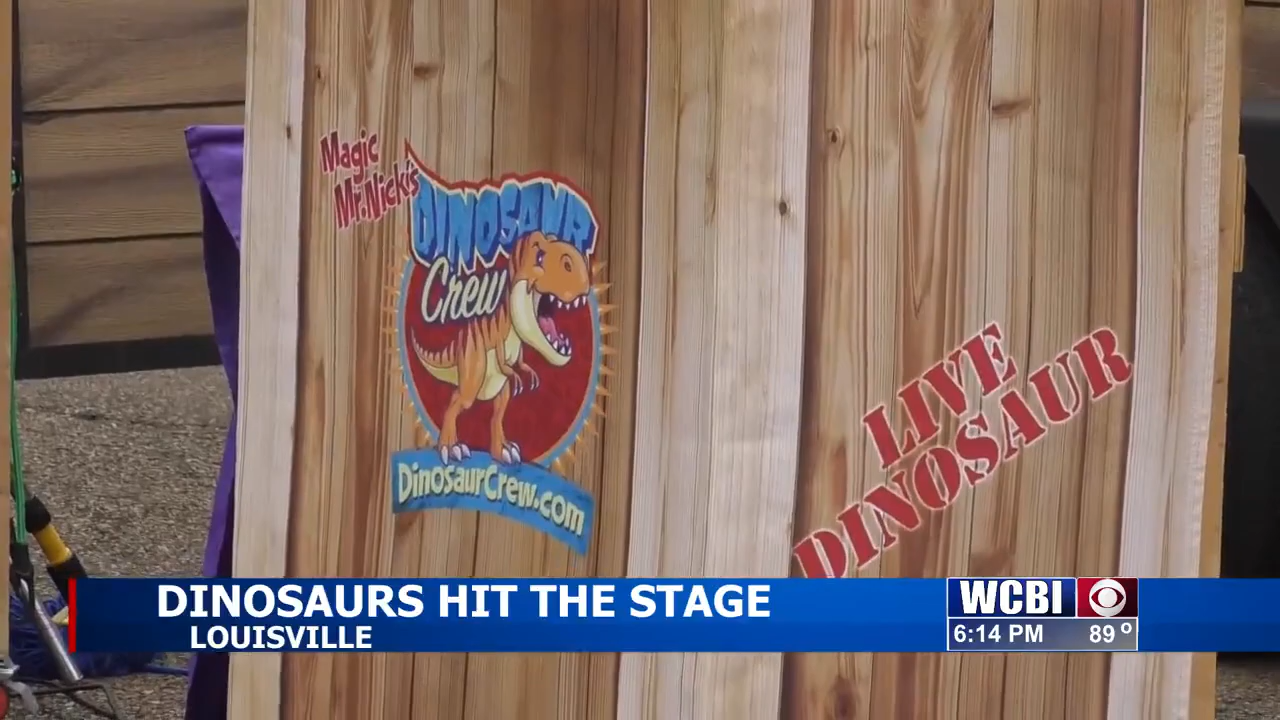 Magic
Mr. Nick's
DINOSAUR
Crew
DinosaurCrew.com
LIVE
DINOSAUR
DINOSAURS HIT THE STAGE
LOUISVILLE
WCBI
6:14 PM 89°